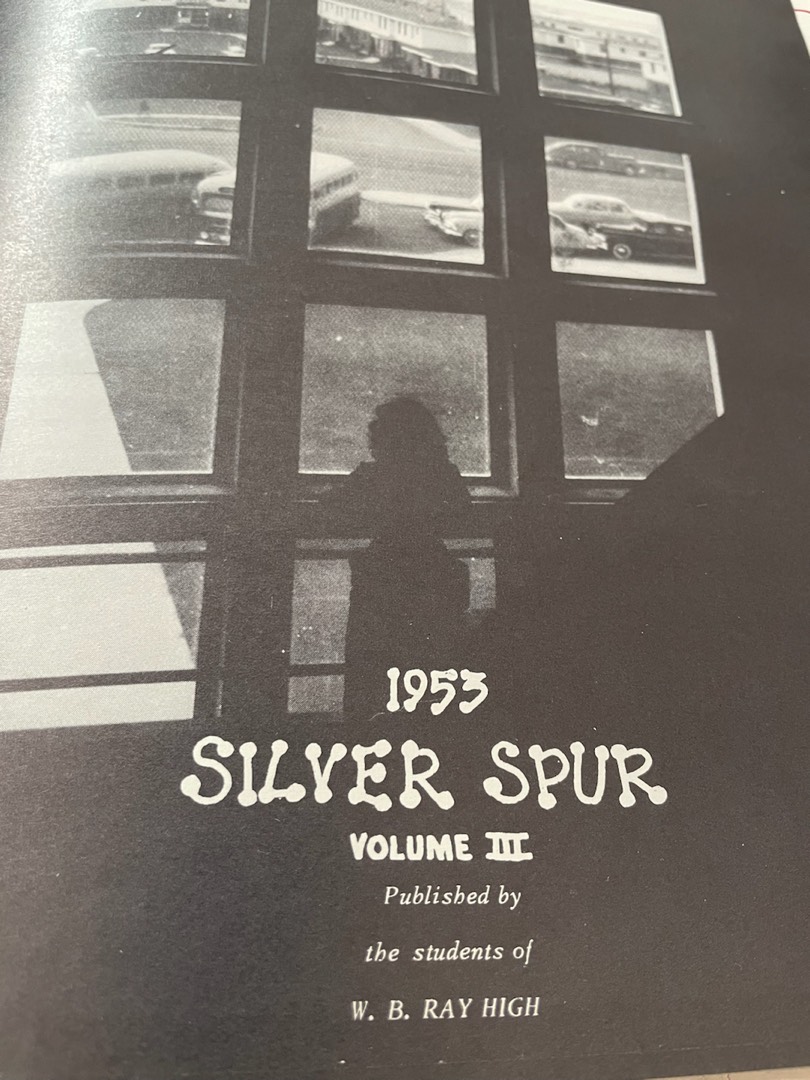 1953
SILVER SPUR
VOLUME III
Published by
the students of
W. B. RAY HIGH